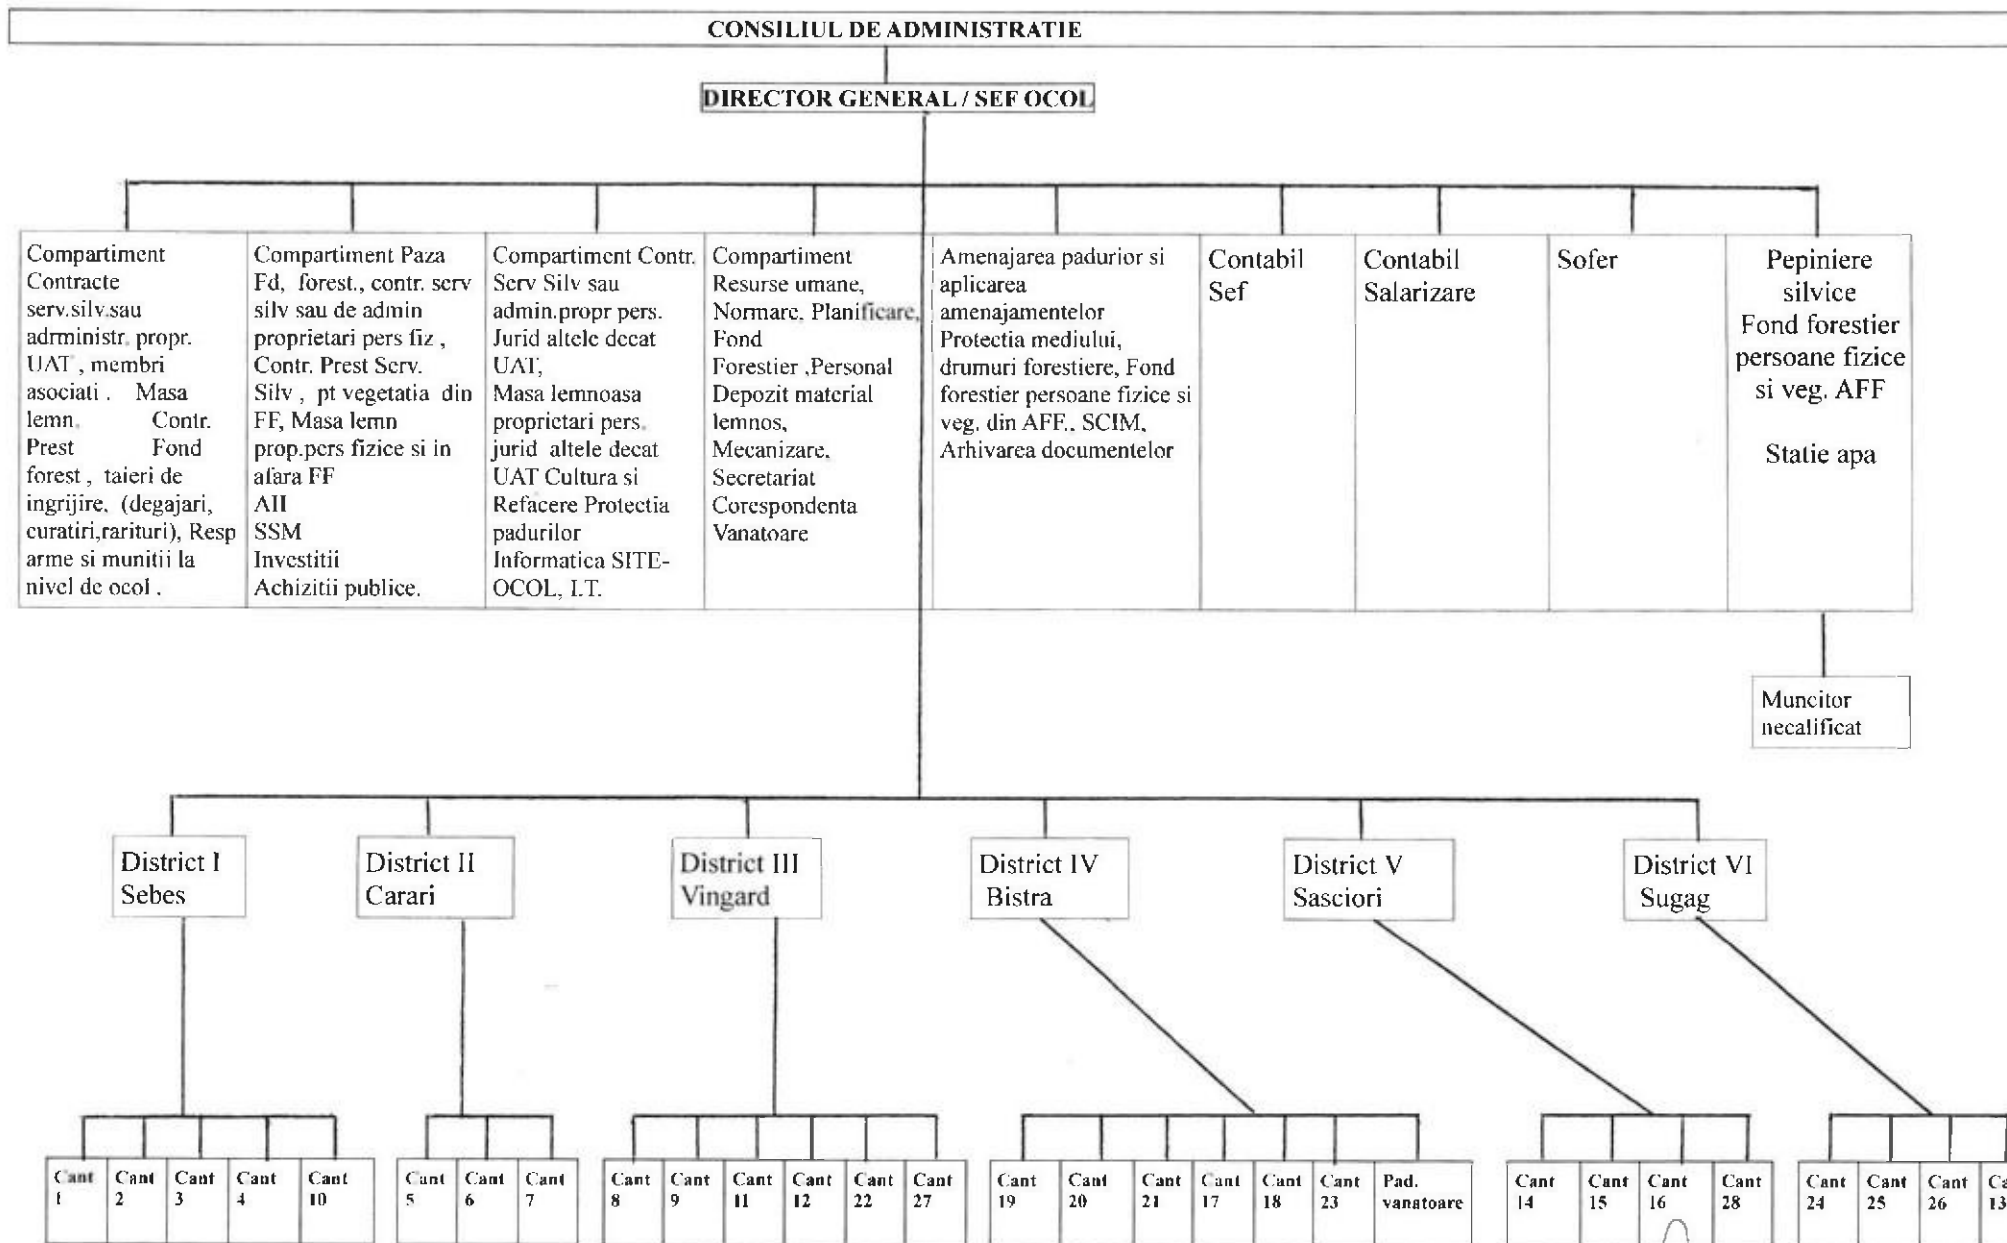 CONSILIUL DE ADMINISTRATIE
DIRECTOR GENERAL / SEF OCOL
Compartiment
Contracte
serv.silv.sau
adrministr. propr.
UAT , membri
asociati . Masa
lemn. Contr.
Prest Fond
forest , taieri de
ingrijire, (degajari,
curatiri,rarituri), Resp
arme si munitii la
nivel de ocol .
Compartiment Paza
Fd, forest., contr. serv
silv sau de admin
proprietari pers fiz ,
Contr. Prest Serv.
Silv , pt vegetatia din
FF, Masa lemn
prop.pers fizice si in
afara FF
AII
SSM
Investitii
Achizitii publice.
Compartiment Contr.
Serv Silv sau
admin.propr pers.
Jurid altele decat
UAT,
Masa lemnoasa
proprietari pers.
jurid altele decat
UAT Cultura si
Refacere Protectia
padurilor
Informatica SITE-
OCOL, I.T.
Compartiment
Resurse umane,
Normare, Planificare,
Fond
Forestier ,Personal
Depozit material
lemnos,
Mecanizare,
Secretariat
Corespondenta
Vanatoare
Amenajarea padurior si
aplicarea
amenajamentelor
Protectia mediului,
drumuri forestiere, Fond
forestier persoane fizice si
veg. din AFF., SCIM,
Arhivarea documentelor
Contabil
Sef
Contabil
Salarizare
Sofer
Pepiniere
silvice
Fond forestier
persoane fizice
si veg. AFF
Statie apa
Muncitor
necalificat
District I
Sebes
District II
Carari
District III
Vingard
District IV
Bistra
District V
Sasciori
District VI
Sugag
Cant
1
Cant
2
Cant
3
Cant
4
Cant
10
Cant
5
Cant
6
Cant
7
Cant
8
Cant
9
Cant
11
Cant
12
Cant
22
Cant
27
Cant
19
Cant
20
Cant
21
Cant
17
Cant
18
Cant
23
Pad.
vanatoare
Cant
14
Cant
15
Cant
16
Cant
28
Cant
24
Cant
25
Cant
26
Ca
13